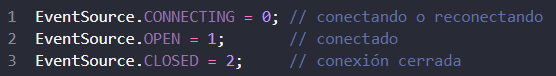 1 EventSource.CONNECTING = 0; // conectando o reconectando
2 EventSource.OPEN = 1;       // conectado
3 EventSource.CLOSED = 2;     // conexión cerrada